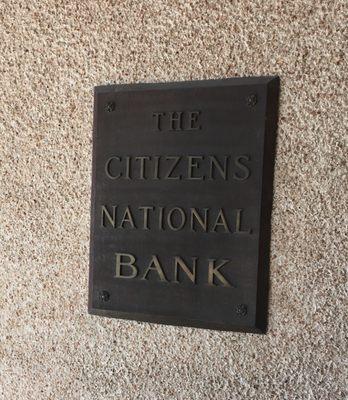 THE
CITIZENS
NATIONAL
BANK